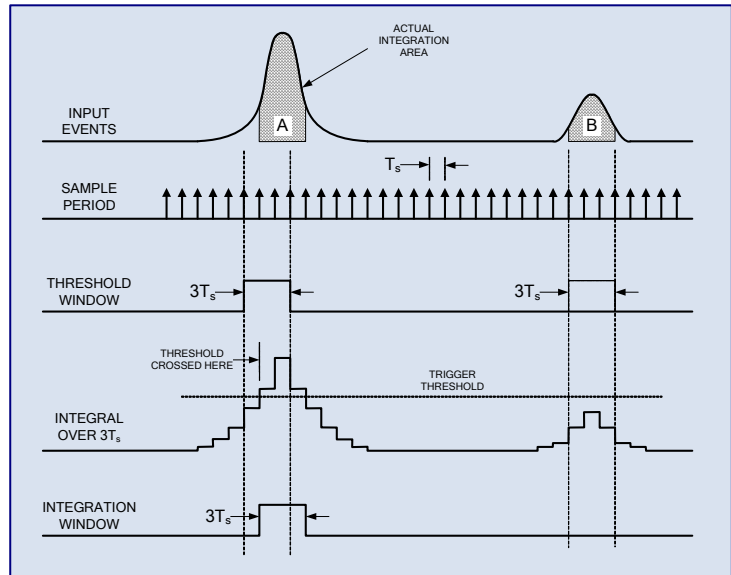 ACTUAL
INTEGRATION
AREA
INPUT
EVENTS
A
B
Ts
SAMPLE
PERIOD
THRESHOLD
WINDOW
3Ts
3Ts
THRESHOLD
CROSSED HERE
TRIGGER
THRESHOLD
INTEGRAL
OVER 3Ts
INTEGRATION
WINDOW
3Ts